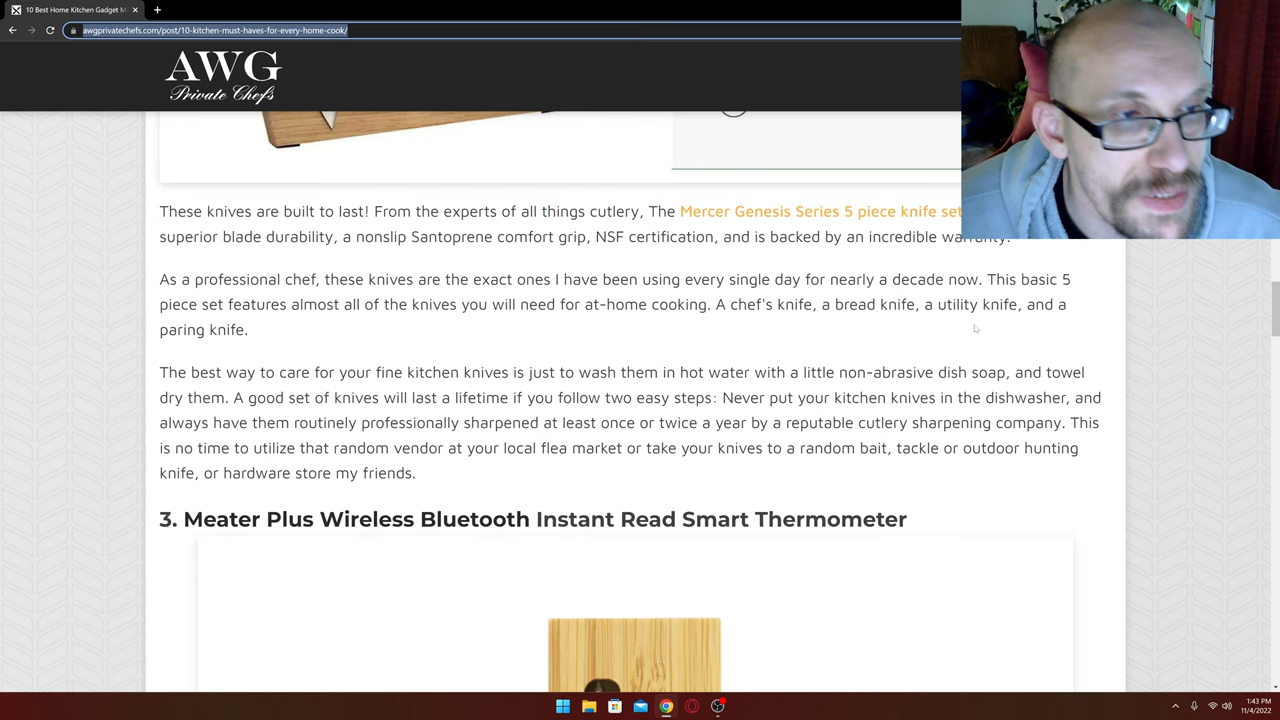 10 Best Home Kitchen Gadget M
awgprivatechefs.com/post/10-kitchen-must-haves-for-every-home-cook/
AWG
Private Chefs
These knives are built to last! From the experts of all things cutlery, The Mercer Genesis Series 5 piece knife set
superior blade durability, a nonslip Santoprene comfort grip, NSF certification, and is backed by an incredible warranty.
As a professional chef, these knives are the exact ones I have been using every single day for nearly a decade now. This basic 5
piece set features almost all of the knives you will need for at-home cooking. A chef's knife, a bread knife, a utility knife, and a
paring knife.
The best way to care for your fine kitchen knives is just to wash them in hot water with a little non-abrasive dish soap, and towel
dry them. A good set of knives will last a lifetime if you follow two easy steps: Never put your kitchen knives in the dishwasher, and
always have them routinely professionally sharpened at least once or twice a year by a reputable cutlery sharpening company. This
is no time to utilize that random vendor at your local flea market or take your knives to a random bait, tackle or outdoor hunting
knife, or hardware store my friends.
3. Meater Plus Wireless Bluetooth Instant Read Smart Thermometer
1:43 PM
11/4/2022